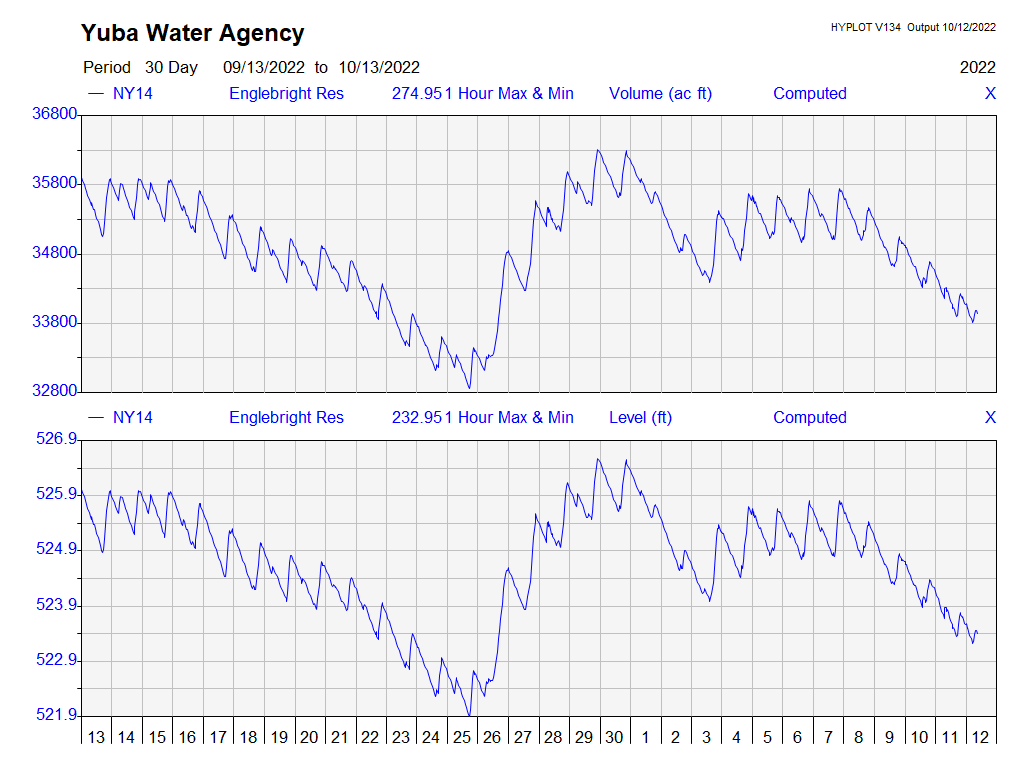 Yuba Water Agency
HYPLOT V134 Output 10/12/2022
Period 30 Day 09/13/2022 to 10/13/2022
2022
NY14 Englebright Res 274.951 Hour Max & Min Volume (ac ft) Computed X
36800
35800
34800
33800
32800
NY14 Englebright Res 232.951 Hour Max & Min Level (ft) Computed X
526.9
525.9
524.9
523.9
522.9
521.9
13 14 15 16 17 18 19 20 21 22 23 24 25 26 27 28 29 30 1 2 3 4 5 6 7 8 9 10 11 12